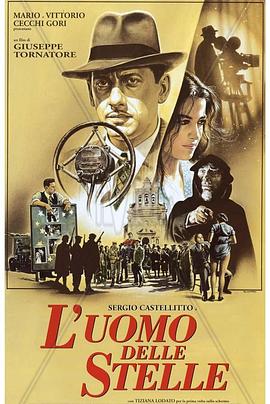 MARIO e VITTORIO
CECCHI GORI
presentano
un film di
GIUSEPPE
TORNATORE
SERGIO CASTELLITTO è
L'UOMO
DELLE
STELLE
con TIZIANA LODATO per la prima volta sullo schermo